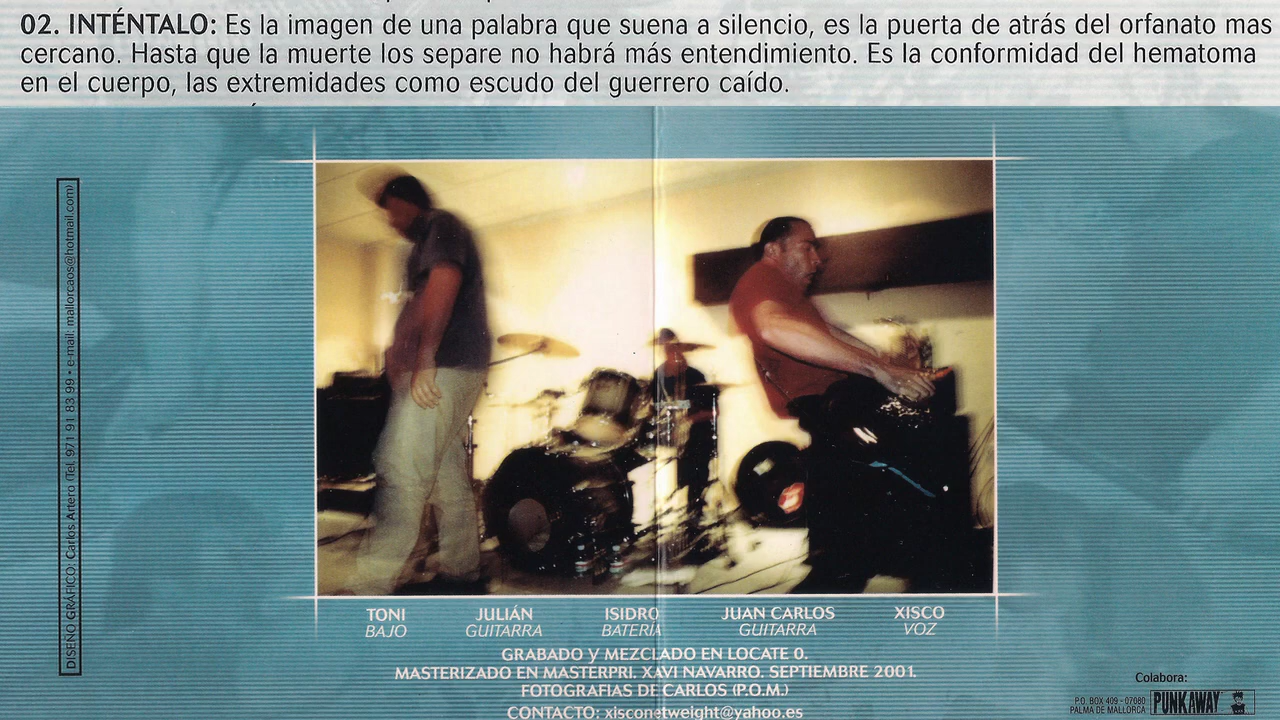 02. INTÉNTALO: Es la imagen de una palabra que suena a silencio, es la puerta de atrás del orfanato mas
cercano. Hasta que la muerte los separe no habrá más entendimiento. Es la conformidad del hematoma
en el cuerpo, las extremidades como escudo del guerrero caído.
DISEÑO GRÁFICO: Carlos Artero (Tel. 971 91 83 99 • e-mail: mallorcaos@hotmail.com)
TONI JULIÁN ISIDRO JUAN CARLOS XISCO
BAJO GUITARRA BATERÍA GUITARRA VOZ
GRABADO y MEZCLADO EN LOCATE 0.
MASTERIZADO EN MASTERPRI. XAVI NAVARRO. SEPTIEMBRE 2001.
FOTOGRAFIAS DE CARLOS (P.O.M.)
CONTACTO: xisconetweight@yahoo.es
Colabora:
P.O. BOX 409 - 07080
PALMA DE MALLORCA
PUNKAWAY